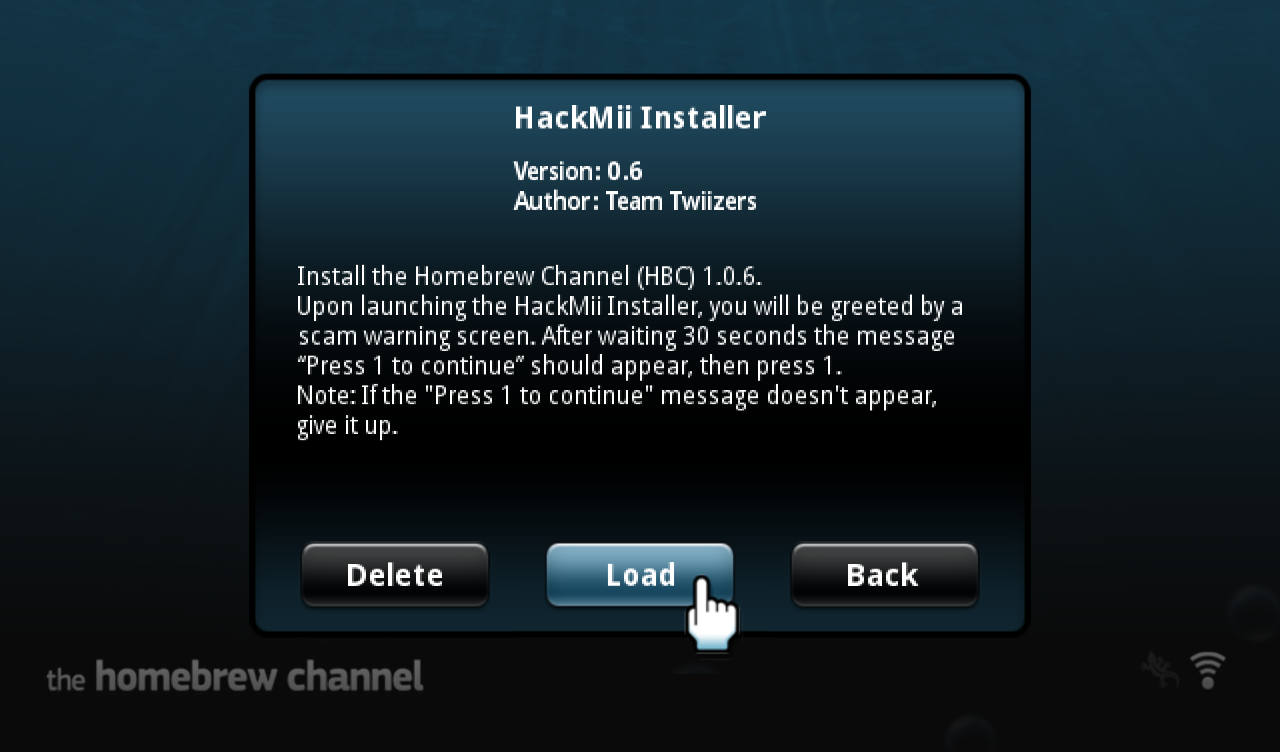 HackMii Installer
Version: 0.6
Author: Team Twiizers
Install the Homebrew Channel (HBC) 1.0.6.
Upon launching the HackMii Installer, you will be greeted by a
scam warning screen. After waiting 30 seconds the message
“Press 1 to continue” should appear, then press 1.
Note: If the "Press 1 to continue" message doesn't appear,
give it up.
Delete
Load
Back
the homebrew channel